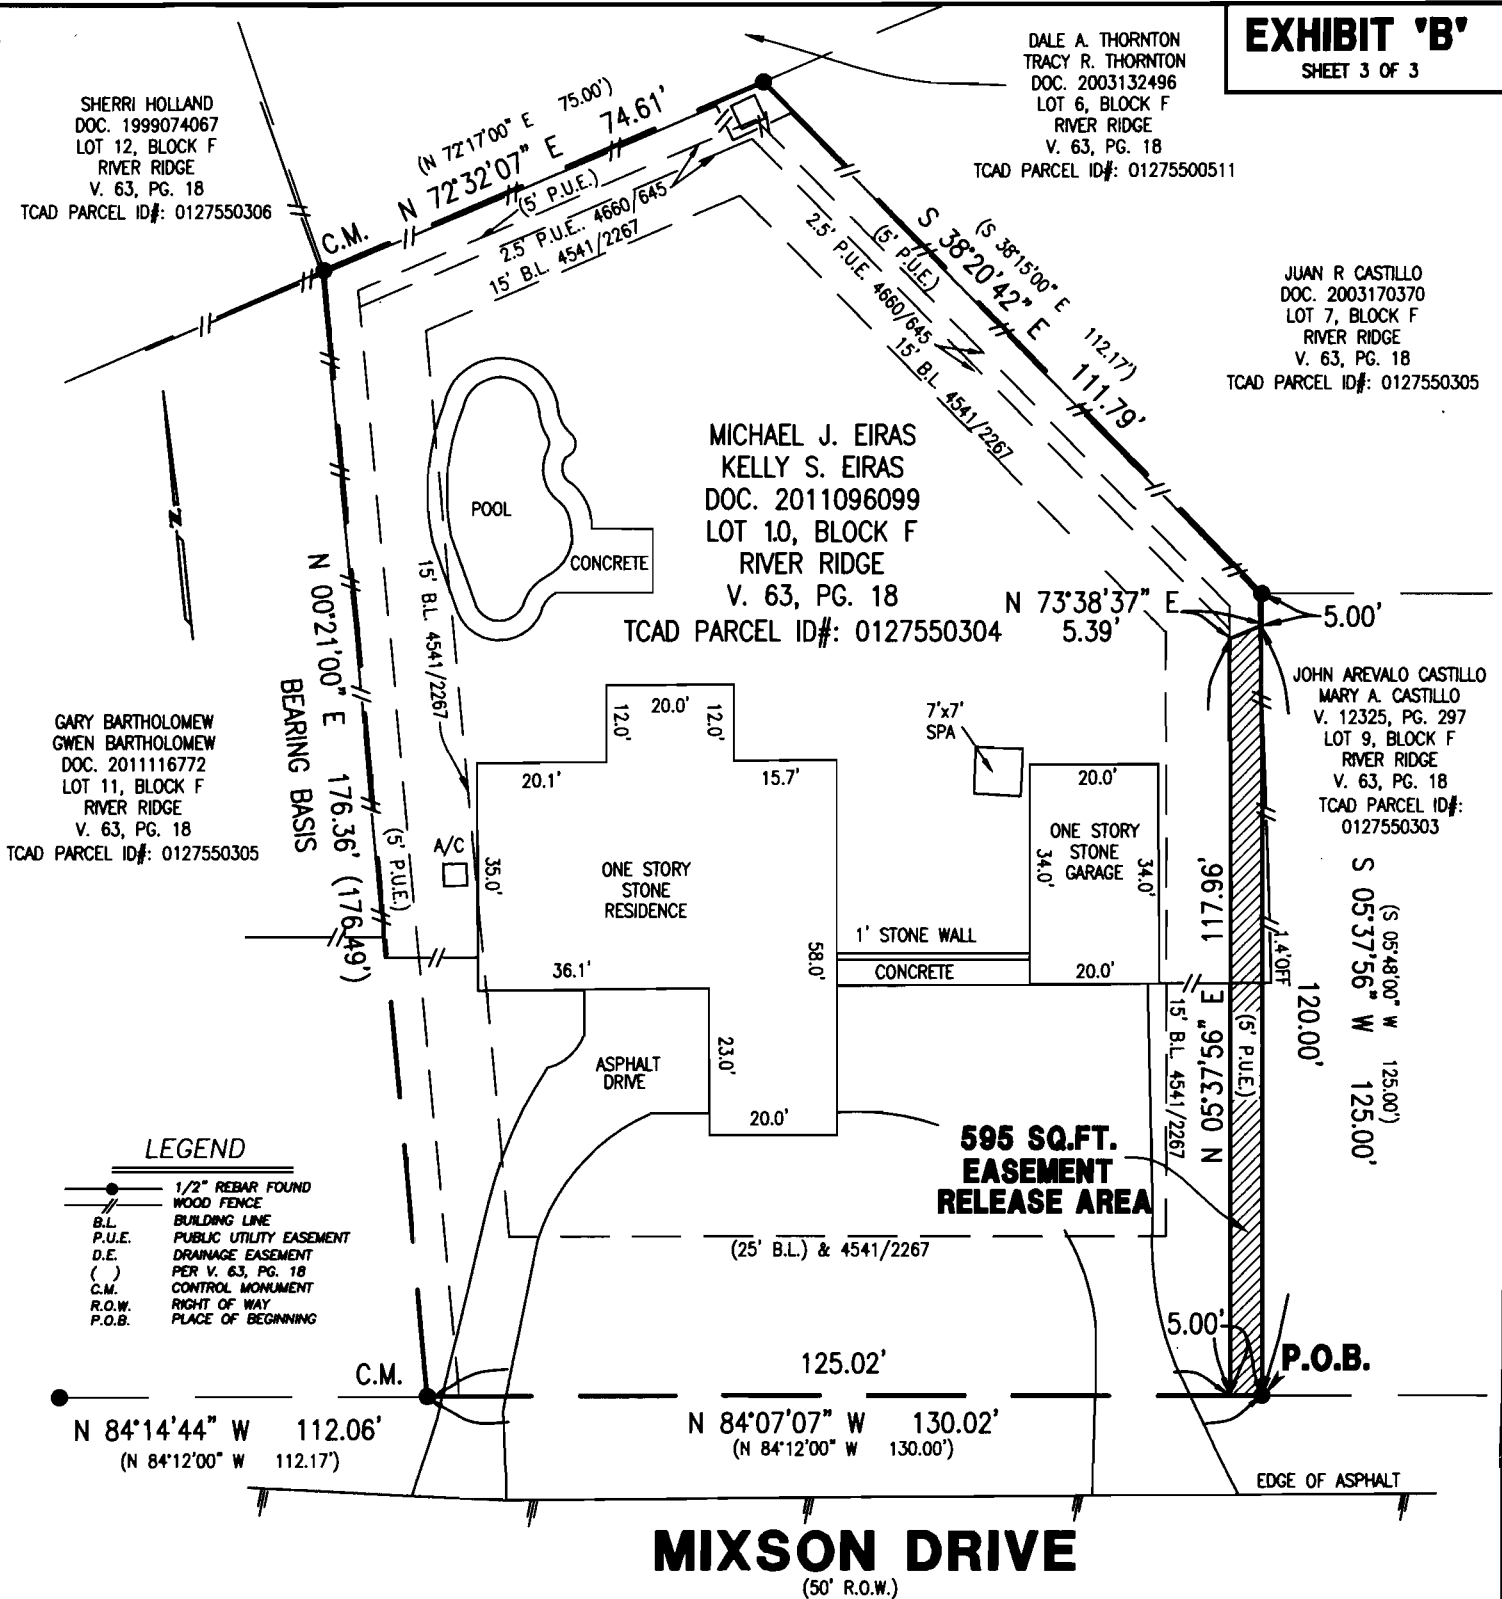 EXHIBIT 'B'
SHEET 3 OF 3
DALE A. THORNTON
TRACY R. THORNTON
DOC. 2003132496
LOT 6, BLOCK F
RIVER RIDGE
V. 63, PG. 18
TCAD PARCEL ID#: 01275500511
SHERRI HOLLAND
DOC. 1999074067
LOT 12, BLOCK F
RIVER RIDGE
V. 63, PG. 18
TCAD PARCEL ID#: 0127550306
(N 72°17'00" E 75.00')
N 72°32'07" E 74.61'
(5' P.U.E.)
2.5' P.U.E. 4660/645
15' B.L. 4541/2267
C.M.
(S 38°15'00" E 112.17')
S 38°20'42" E 111.79'
(5' P.U.E.)
2.5' P.U.E. 4660/645
15' B.L. 4541/2267
JUAN R CASTILLO
DOC. 2003170370
LOT 7, BLOCK F
RIVER RIDGE
V. 63, PG. 18
TCAD PARCEL ID#: 0127550305
N
POOL
CONCRETE
MICHAEL J. EIRAS
KELLY S. EIRAS
DOC. 2011096099
LOT 10, BLOCK F
RIVER RIDGE
V. 63, PG. 18
TCAD PARCEL ID#: 0127550304
N 73°38'37" E
5.39'
5.00'
N 00°21'00" E 176.36' (176.49')
BEARING BASIS
15' B.L. 4541/2267
(5' P.U.E.)
JOHN AREVALO CASTILLO
MARY A. CASTILLO
V. 12325, PG. 297
LOT 9, BLOCK F
RIVER RIDGE
V. 63, PG. 18
TCAD PARCEL ID#:
0127550303
GARY BARTHOLOMEW
GWEN BARTHOLOMEW
DOC. 2011116772
LOT 11, BLOCK F
RIVER RIDGE
V. 63, PG. 18
TCAD PARCEL ID#: 0127550305
20.0'
12.0'
12.0'
20.1'
15.7'
7'x7'
SPA
20.0'
A/C
35.0'
ONE STORY
STONE
RESIDENCE
ONE STORY
STONE
GARAGE
34.0'
34.0'
1' STONE WALL
CONCRETE
58.0'
36.1'
20.0'
23.0'
20.0'
ASPHALT
DRIVE
N 05°37'56" E 117.96'
15' B.L. 4541/2267
(5' P.U.E.)
1.4' OFF
120.00'
S 05°37'56" W 125.00'
(S 05°48'00" W 125.00')
595 SQ.FT.
EASEMENT
RELEASE AREA
(25' B.L.) & 4541/2267
LEGEND
1/2" REBAR FOUND
WOOD FENCE
B.L. BUILDING LINE
P.U.E. PUBLIC UTILITY EASEMENT
D.E. DRAINAGE EASEMENT
( ) PER V. 63, PG. 18
C.M. CONTROL MONUMENT
R.O.W. RIGHT OF WAY
P.O.B. PLACE OF BEGINNING
5.00'
P.O.B.
C.M.
125.02'
N 84°14'44" W 112.06'
(N 84°12'00" W 112.17')
N 84°07'07" W 130.02'
(N 84°12'00" W 130.00')
EDGE OF ASPHALT
MIXSON DRIVE
(50' R.O.W.)